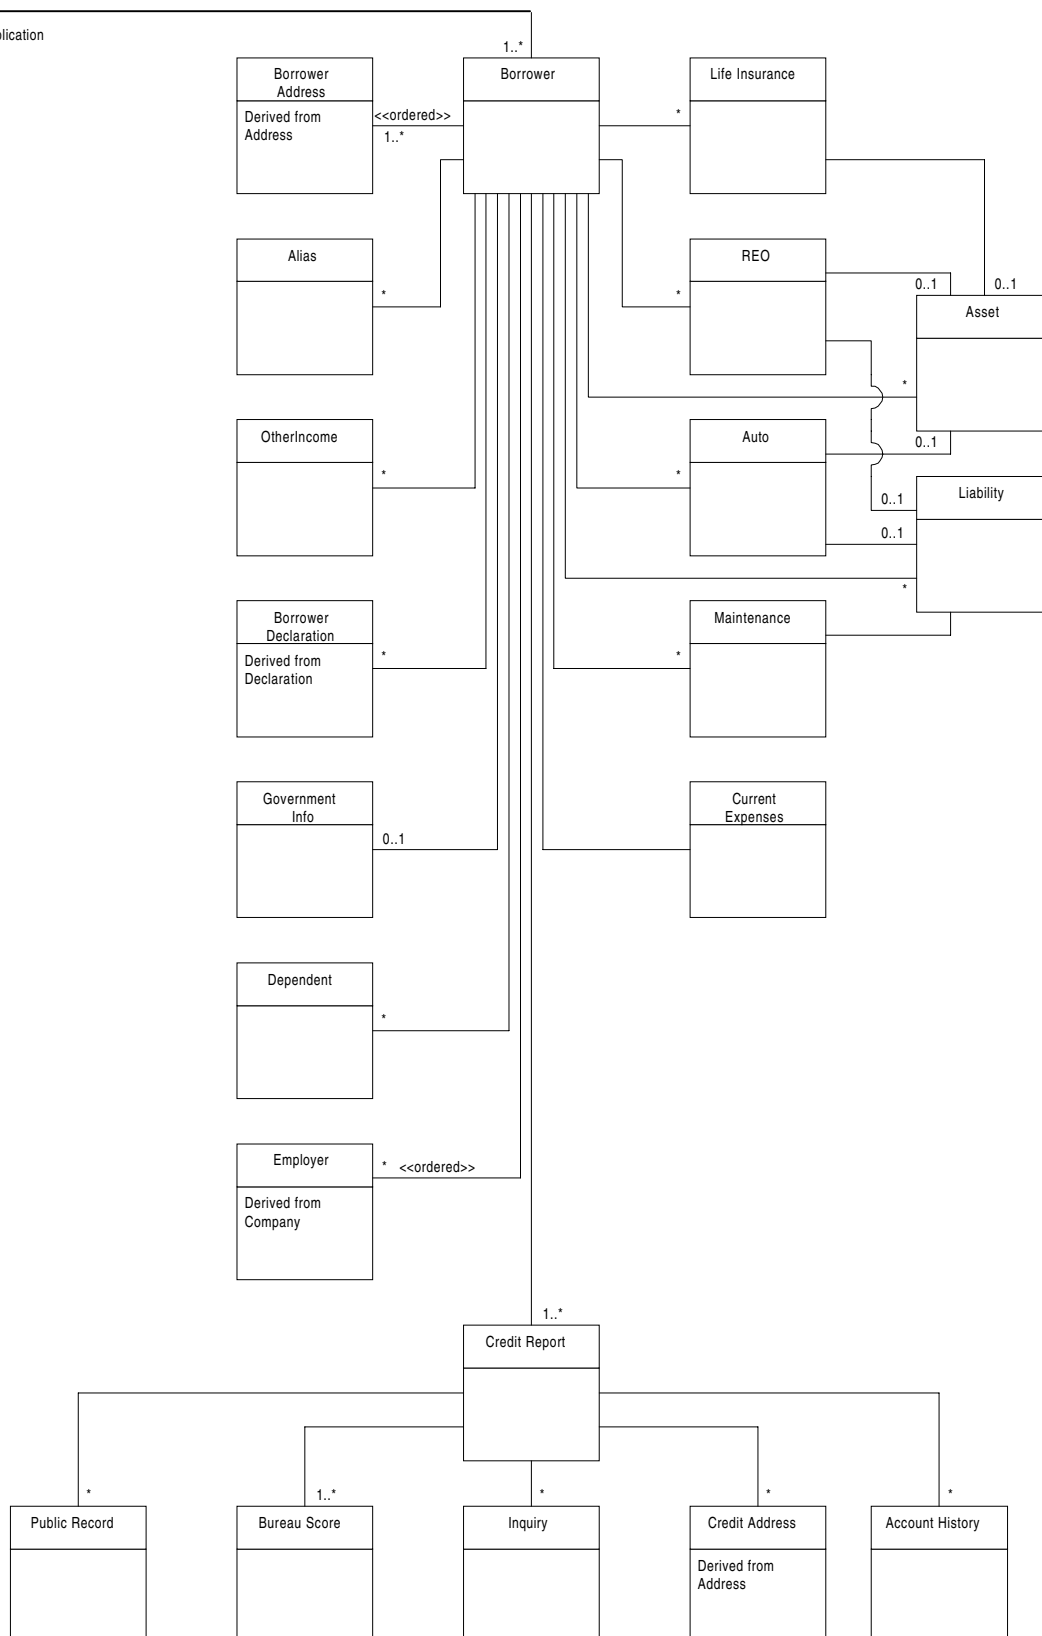 plication
1..*
Borrower
Address
Derived from
Address
<<ordered>>
1..*
Borrower
Life Insurance
*
Alias
*
REO
*
0..1
0..1
Asset
*
OtherIncome
*
Auto
*
0..1
Liability
0..1
0..1
*
Borrower
Declaration
Derived from
Declaration
*
Maintenance
*
Government
Info
0..1
Current
Expenses
Dependent
*
Employer
* <<ordered>>
Derived from
Company
1..*
Credit Report
*
1..*
*
*
*
Public Record
Bureau Score
Inquiry
Credit Address
Account History
Derived from
Address